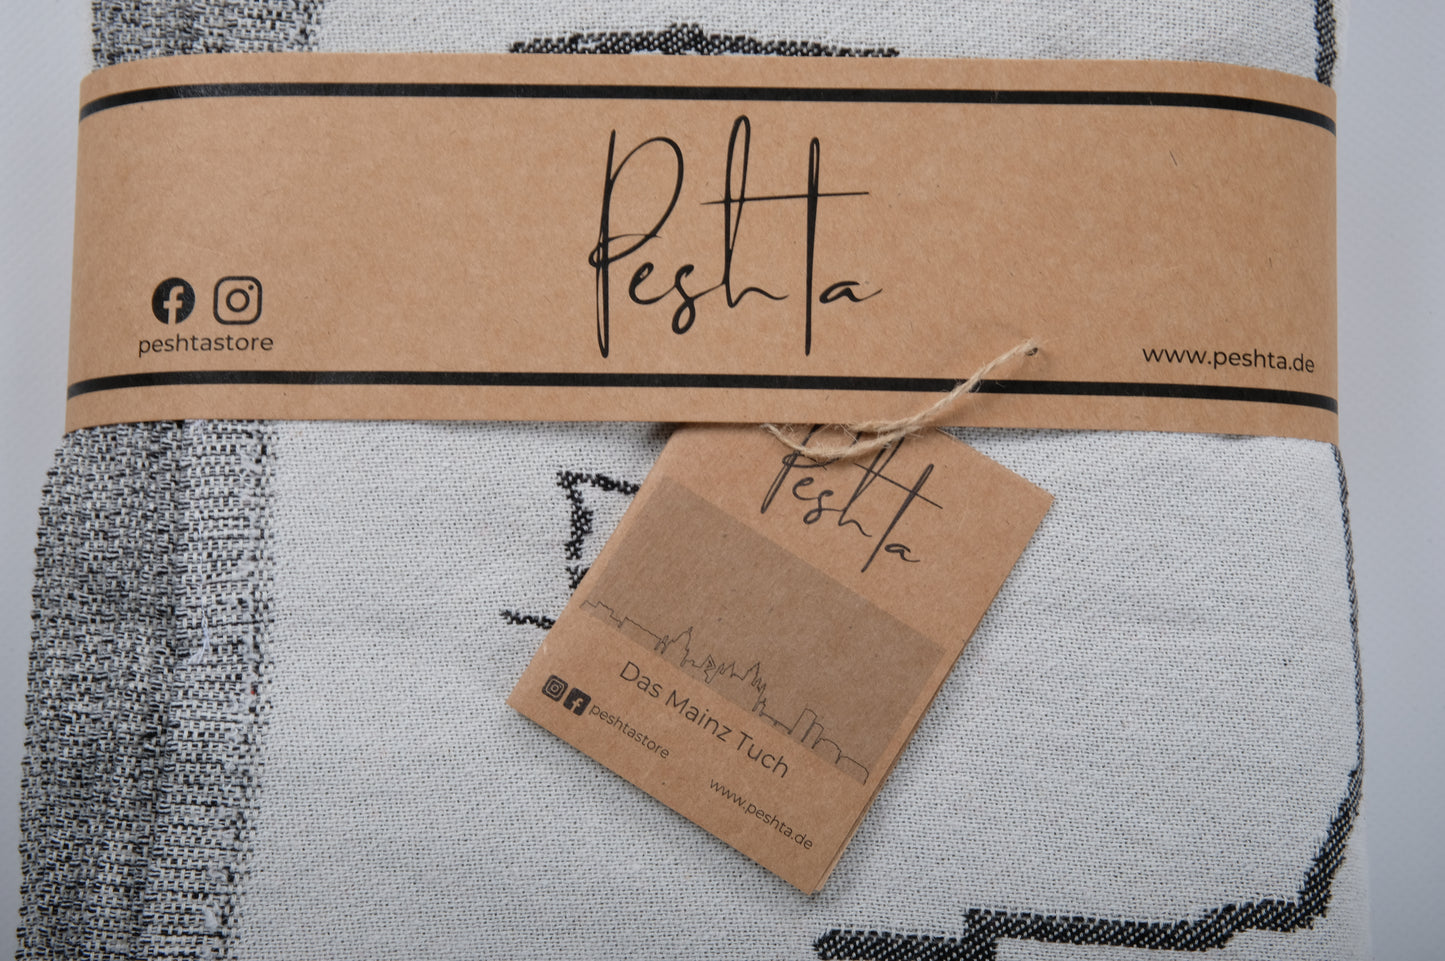 Peshta
peshtastore
www.peshta.de
Peshta
Das Mainz Tuch
peshtastore
www.peshta.de